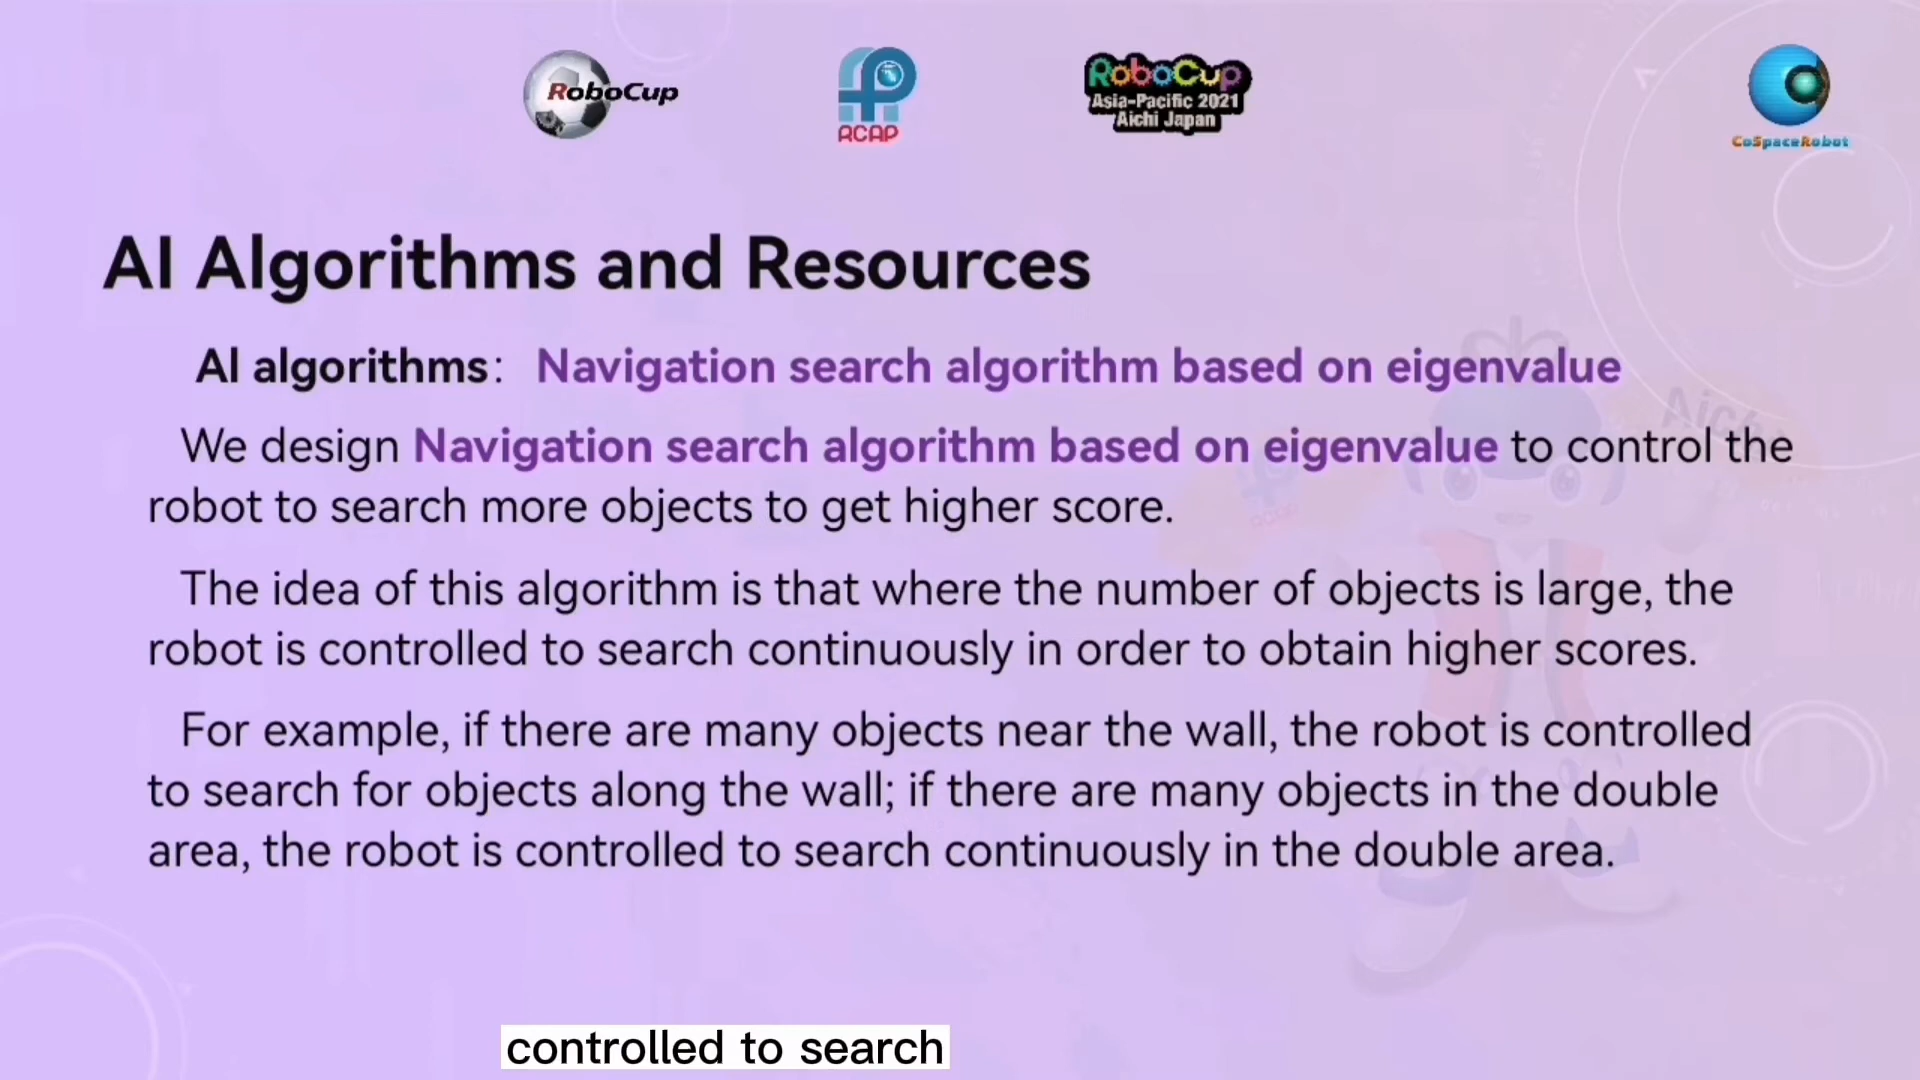 RoboCup
RCAP
RoboCup
Asia-Pacific 2021
Aichi Japan
CoSpaceRobot
AI Algorithms and Resources
AI algorithms： Navigation search algorithm based on eigenvalue
We design Navigation search algorithm based on eigenvalue to control the
robot to search more objects to get higher score.
The idea of this algorithm is that where the number of objects is large, the
robot is controlled to search continuously in order to obtain higher scores.
For example, if there are many objects near the wall, the robot is controlled
to search for objects along the wall; if there are many objects in the double
area, the robot is controlled to search continuously in the double area.
controlled to search